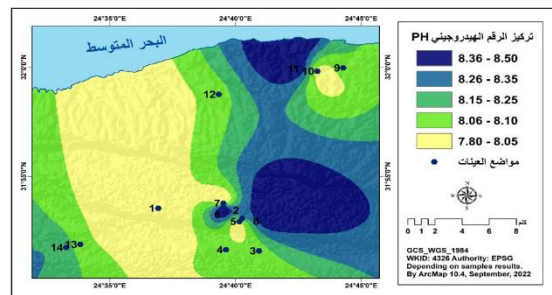 24°35'0"E
24°40'0"E
24°45'0"E
البحر المتوسط
32°0'0"N
31°55'0"N
11
10
9
12
1
7
6
2
5
8
4
3
13
14
تركيز الرقم الهيدروجيني PH
8.36 - 8.50
8.26 - 8.35
8.15 - 8.25
8.06 - 8.10
7.80 - 8.05
مواضع العينات
كم
0 1 2 4 6 8
GCS_WGS_1984
WKID: 4326 Authority: EPSG
Depending on samples results.
By ArcMap 10.4, September, 2022